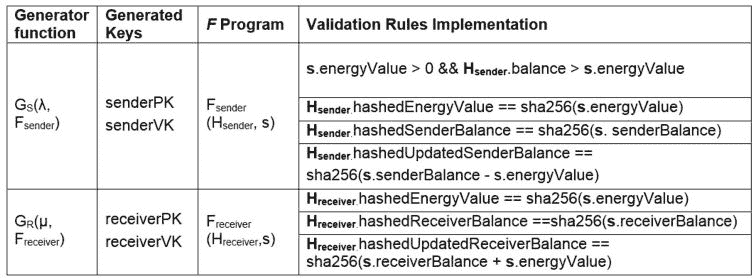 Generator function
Generated Keys
F Program
Validation Rules Implementation
GS(λ, Fsender)
senderPK
senderVK
Fsender
(Hsender, s)
s.energyValue > 0 && Hsender.balance > s.energyValue
Hsender.hashedEnergyValue == sha256(s.energyValue)
Hsender.hashedSenderBalance == sha256(s. senderBalance)
Hsender.hashedUpdatedSenderBalance ==
sha256(s.senderBalance - s.energyValue)
GR(μ, Freceiver)
receiverPK
receiverVK
Freceiver
(Hreceiver,s)
Hreceiver.hashedEnergyValue == sha256(s.energyValue)
Hreceiver.hashedReceiverBalance ==sha256(s.receiverBalance)
Hreceiver.hashedUpdatedReceiverBalance ==
sha256(s.receiverBalance + s.energyValue)